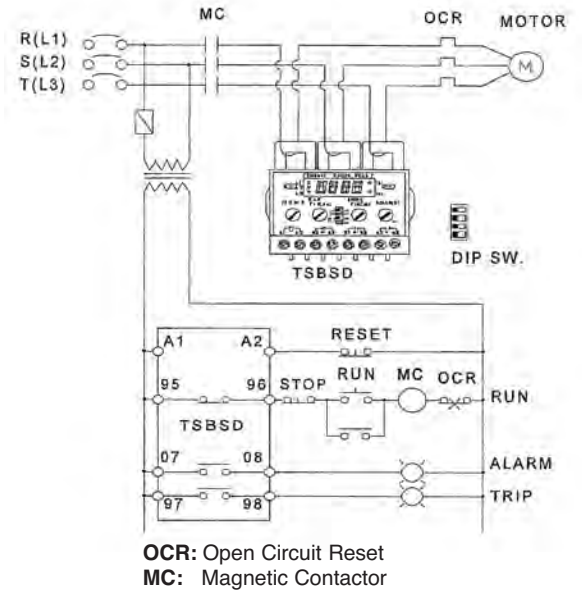 MC
OCR
MOTOR
R(L1)
S(L2)
T(L3)
M
DIP SW.
TSBSD
A1
A2
RESET
95
96
STOP
RUN
MC
OCR
RUN
TSBSD
07
08
ALARM
97
98
TRIP
OCR: Open Circuit Reset
MC: Magnetic Contactor